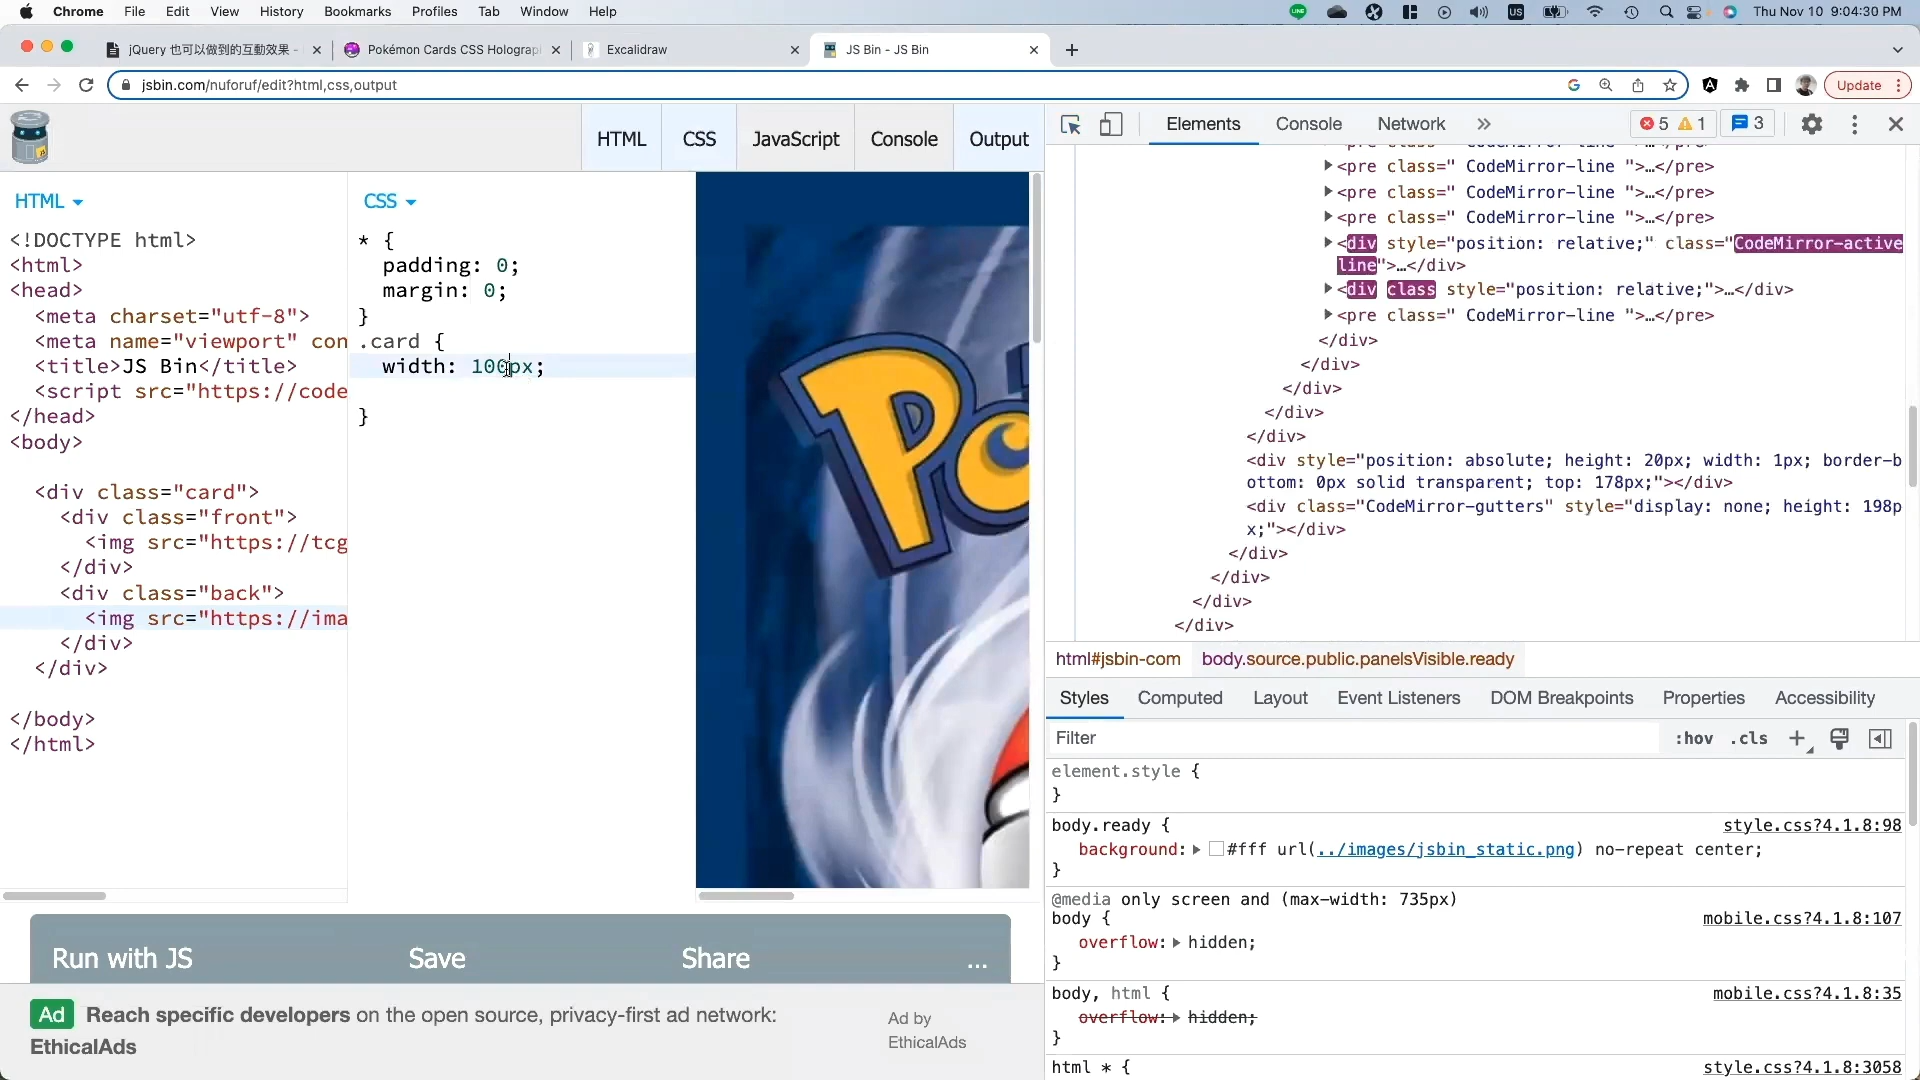 Chrome File Edit View History Bookmarks Profiles Tab Window Help
LINE
US
Thu Nov 10 9:04:30 PM
jQuery 也可以做到的互動效果 -
Pokémon Cards CSS Holograpi
Excalidraw
JS Bin - JS Bin
jsbin.com/nuforuf/edit?html,css,output
Update
HTML
CSS
JavaScript
Console
Output
HTML
<!DOCTYPE html>
<html>
<head>
<meta charset="utf-8">
<meta name="viewport" con
<title>JS Bin</title>
<script src="https://code
</head>
<body>
<div class="card">
<div class="front">
<img src="https://tcg
</div>
<div class="back">
<img src="https://ima
</div>
</div>
</body>
</html>
CSS
* {
padding: 0;
margin: 0;
}
.card {
width: 100px;
}
Po
Run with JS
Save
Share
...
Ad
Reach specific developers on the open source, privacy-first ad network:
EthicalAds
Ad by
EthicalAds
Elements
Console
Network
»
5
1
3
<pre class=" CodeMirror-line ">…</pre>
<pre class=" CodeMirror-line ">…</pre>
<pre class=" CodeMirror-line ">…</pre>
<pre class=" CodeMirror-line ">…</pre>
<div style="position: relative;" class="CodeMirror-active
line">…</div>
<div class style="position: relative;">…</div>
<pre class=" CodeMirror-line ">…</pre>
</div>
</div>
</div>
</div>
</div>
<div style="position: absolute; height: 20px; width: 1px; border-b
ottom: 0px solid transparent; top: 178px;"></div>
<div class="CodeMirror-gutters" style="display: none; height: 198p
x;"></div>
</div>
</div>
</div>
</div>
html#jsbin-com
body.source.public.panelsVisible.ready
Styles
Computed
Layout
Event Listeners
DOM Breakpoints
Properties
Accessibility
Filter
:hov
.cls
element.style {
}
body.ready {
style.css?4.1.8:98
background: #fff url(../images/jsbin_static.png) no-repeat center;
}
@media only screen and (max-width: 735px)
body {
mobile.css?4.1.8:107
overflow: hidden;
}
body, html {
mobile.css?4.1.8:35
overflow: hidden;
}
html * {
style.css?4.1.8:3058